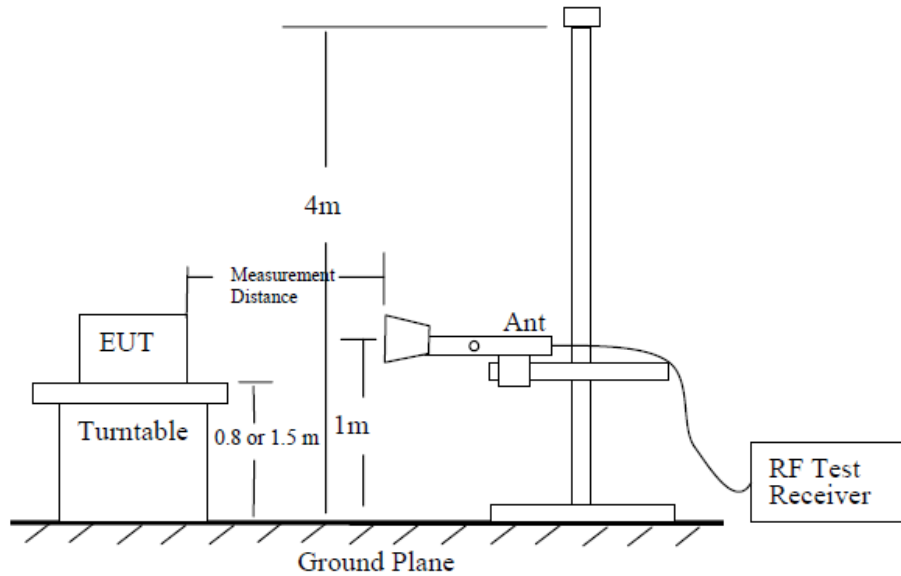 4m
Measurement
Distance
EUT
Ant
Turntable
0.8 or 1.5 m
1m
RF Test
Receiver
Ground Plane